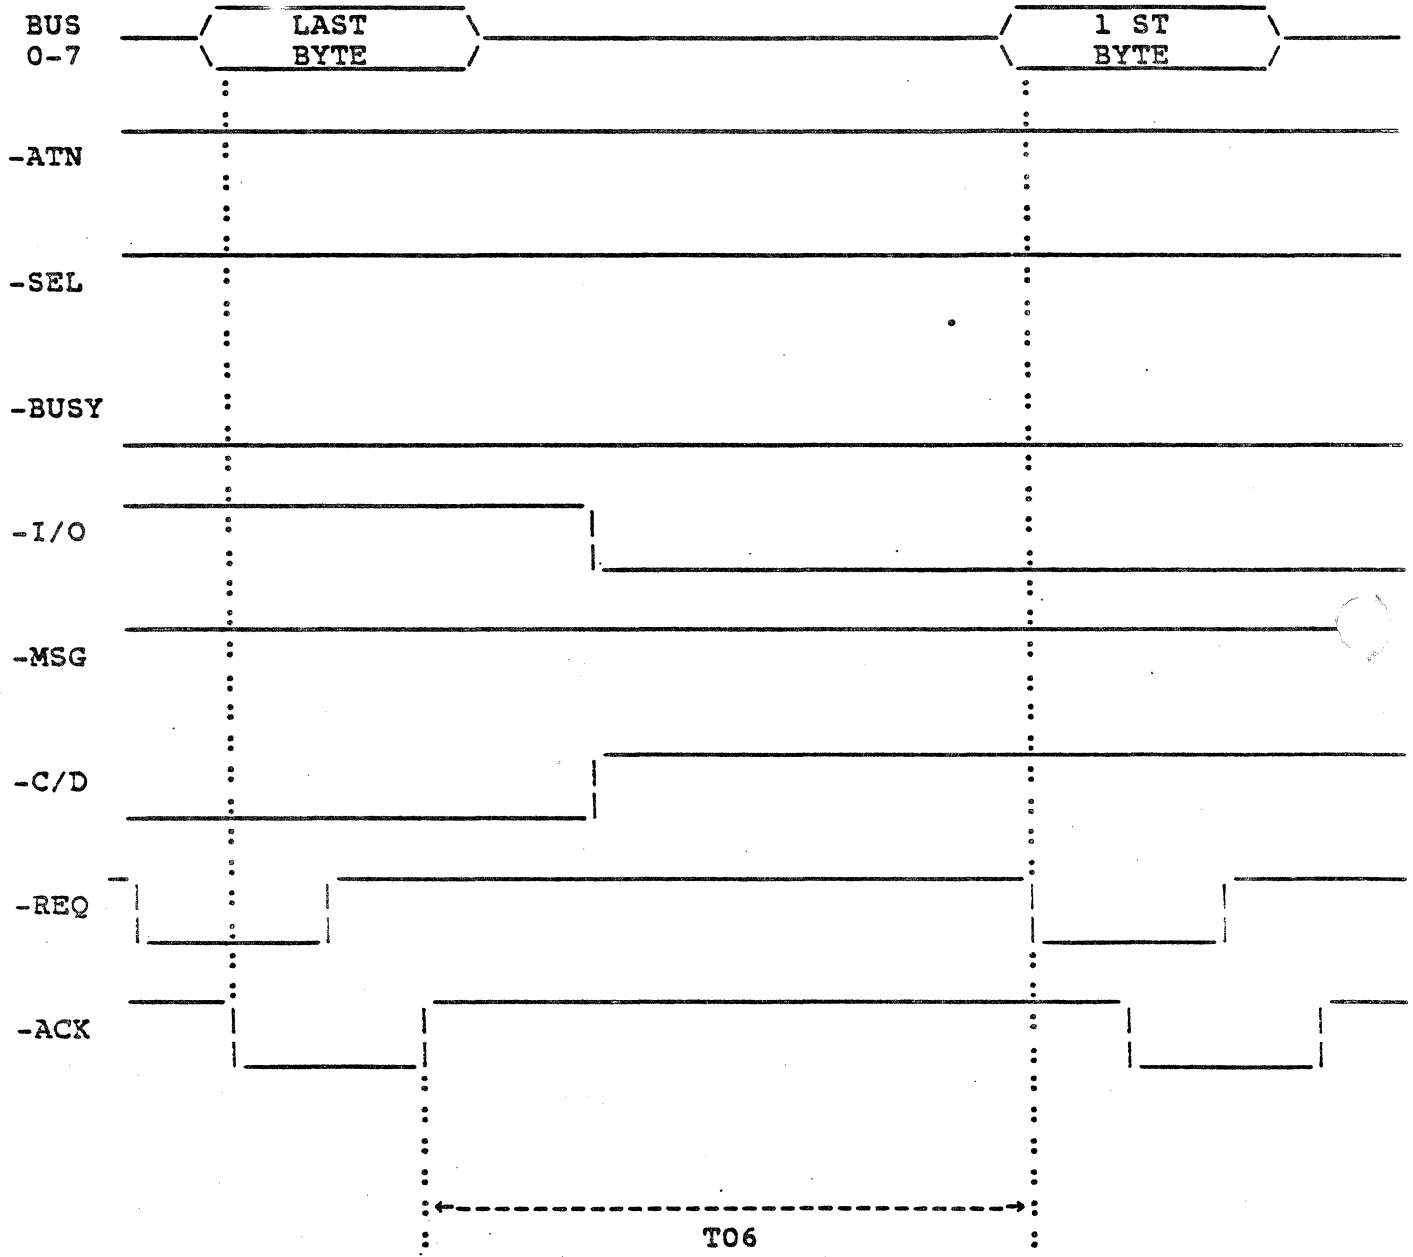 BUS
0-7
LAST
BYTE
1 ST
BYTE
-ATN
-SEL
-BUSY
-I/O
-MSG
-C/D
-REQ
-ACK
T06